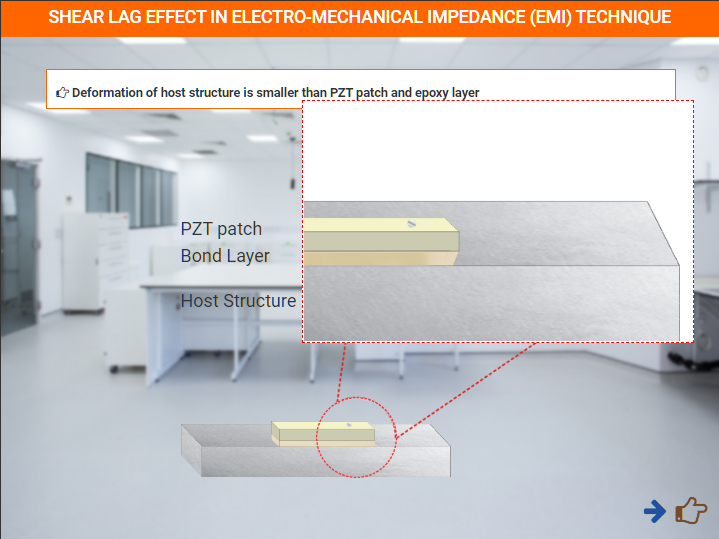 SHEAR LAG EFFECT IN ELECTRO-MECHANICAL IMPEDANCE (EMI) TECHNIQUE
Deformation of host structure is smaller than PZT patch and epoxy layer
PZT patch
Bond Layer
Host Structure